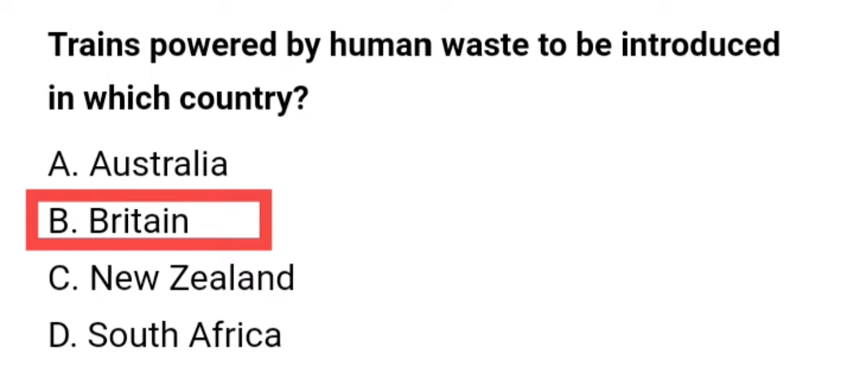 Trains powered by human waste to be introduced
in which country?
A. Australia
B. Britain
C. New Zealand
D. South Africa